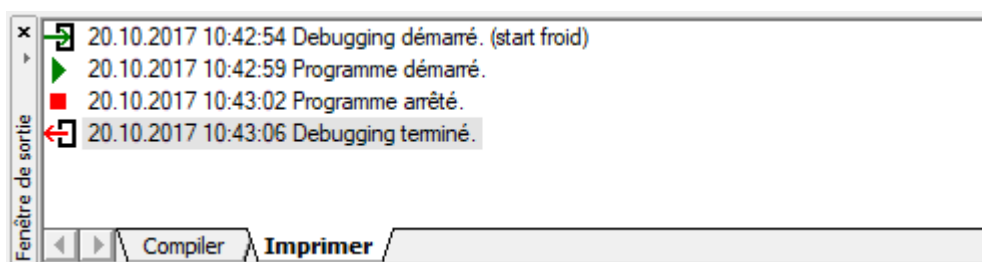 20.10.2017 10:42:54 Debugging démarré. (start froid)
20.10.2017 10:42:59 Programme démarré.
20.10.2017 10:43:02 Programme arrêté.
20.10.2017 10:43:06 Debugging terminé.
Fenêtre de sortie
Compiler Imprimer